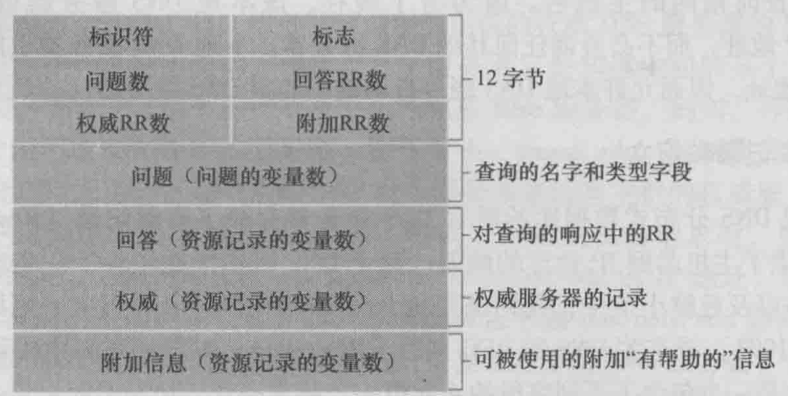 标识符 标志
问题数 回答RR数
12字节
权威RR数 附加RR数
问题（问题的变量数） 查询的名字和类型字段
回答（资源记录的变量数） 对查询的响应中的RR
权威（资源记录的变量数） 权威服务器的记录
附加信息（资源记录的变量数） 可被使用的附加“有帮助的”信息